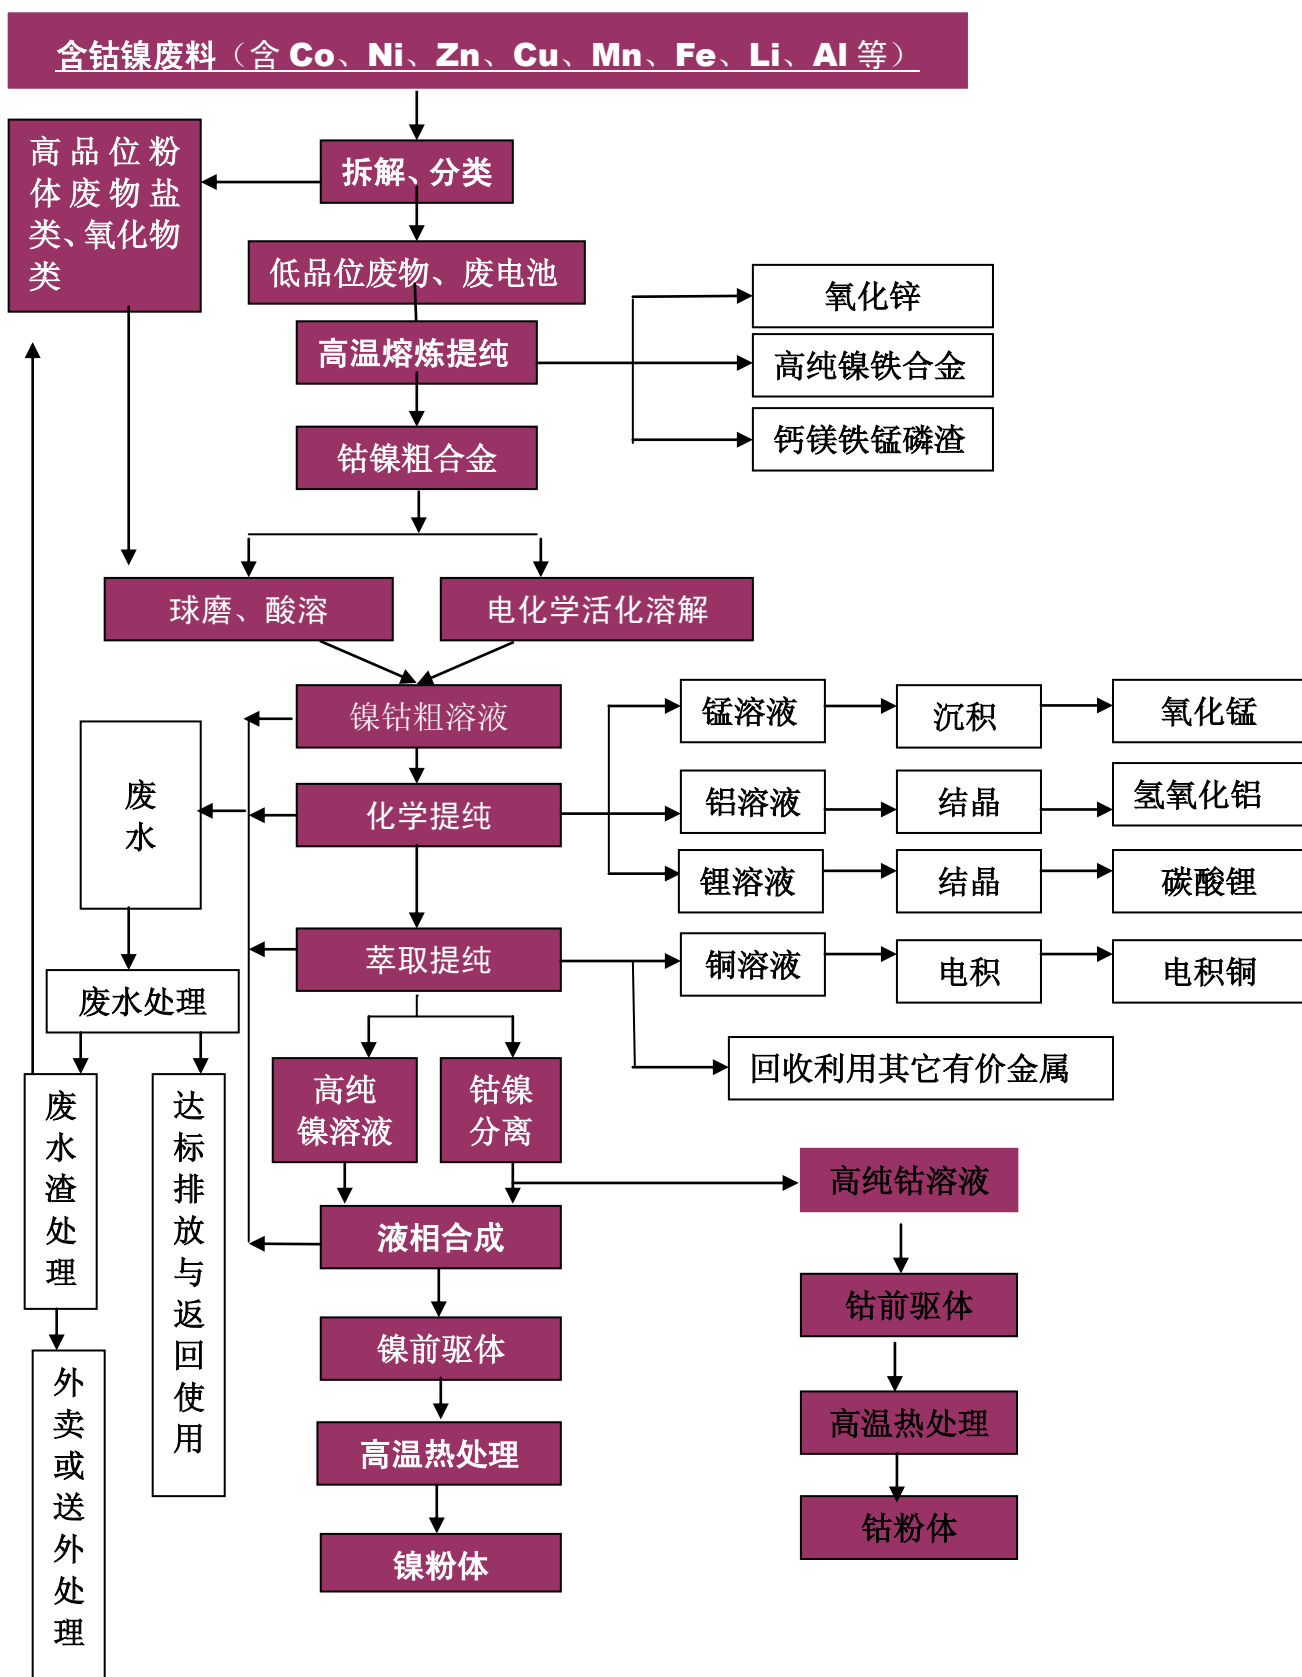 含钴镍废料（含 Co、Ni、Zn、Cu、Mn、Fe、Li、Al 等）
高品位粉
体废物盐
类、氧化物
类
拆解、分类
低品位废物、废电池
氧化锌
高温熔炼提纯
高纯镍铁合金
钙镁铁锰磷渣
钴镍粗合金
球磨、酸溶
电化学活化溶解
镍钴粗溶液
锰溶液
沉积
氧化锰
废
水
化学提纯
铝溶液
结晶
氢氧化铝
锂溶液
结晶
碳酸锂
萃取提纯
铜溶液
电积
电积铜
废水处理
回收利用其它有价金属
高纯
镍溶液
钴镍
分离
废
水
渣
处
理
达
标
排
放
与
返
回
使
用
高纯钴溶液
液相合成
钴前驱体
镍前驱体
外
卖
或
送
外
处
理
高温热处理
高温热处理
钴粉体
镍粉体